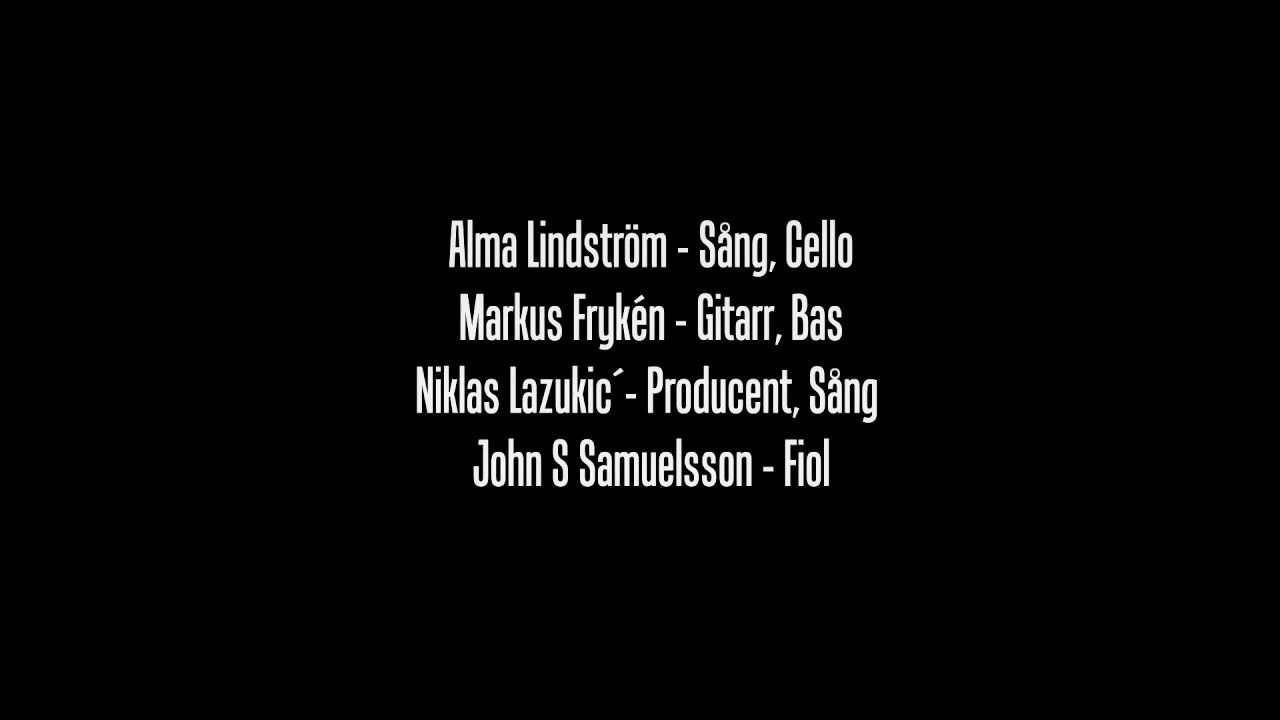 Alma Lindström - Sång, Cello
Markus Frykén - Gitarr, Bas
Niklas Lazukic´- Producent, Sång
John S Samuelsson - Fiol